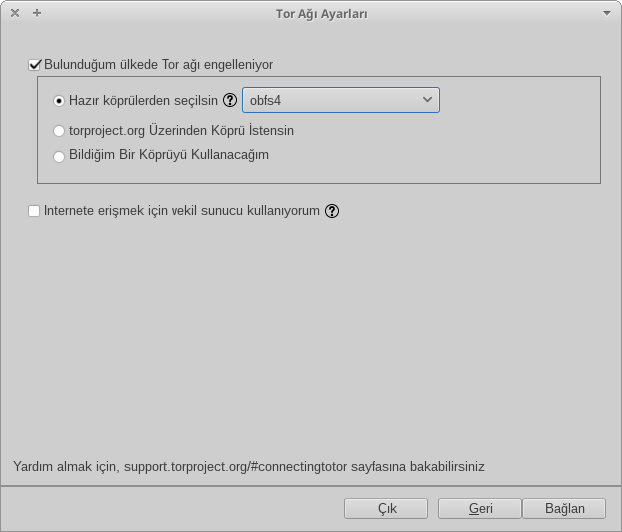 Tor Ağı Ayarları
Bulunduğum ülkede Tor ağı engelleniyor
Hazır köprülerden seçilsin ? obfs4
torproject.org Üzerinden Köprü İstensin
Bildiğim Bir Köprüyü Kullanacağım
Internete erişmek için vekil sunucu kullanıyorum ?
Yardım almak için, support.torproject.org/#connectingtotor sayfasına bakabilirsiniz
Çık Geri Bağlan